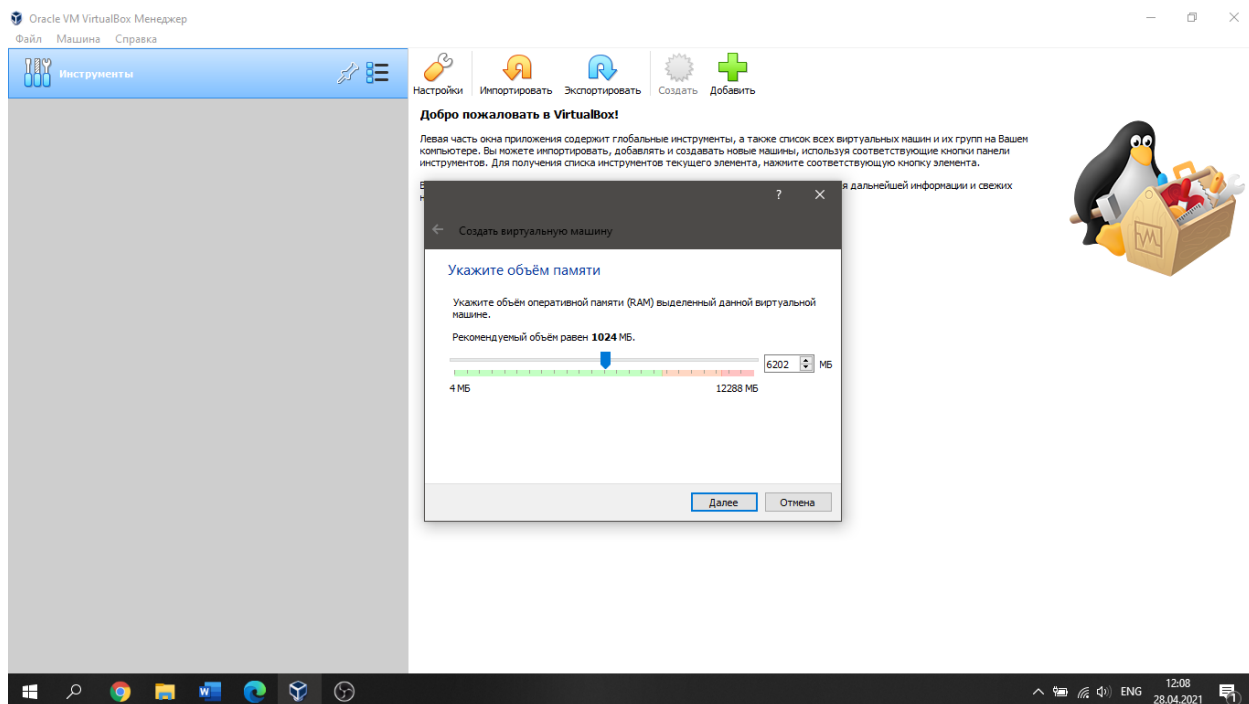 Oracle VM VirtualBox Менеджер
Файл Машина Справка
Инструменты
Настройки Импортировать Экспортировать Создать Добавить
Добро пожаловать в VirtualBox!
Левая часть окна приложения содержит глобальные инструменты, а также список всех виртуальных машин и их групп на Вашем
компьютере. Вы можете импортировать, добавлять и создавать новые машины, используя соответствующие кнопки панели
инструментов. Для получения списка инструментов текущего элемента, нажмите соответствующую кнопку элемента.
я дальнейшей информации и свежих
?
Создать виртуальную машину
Укажите объём памяти
Укажите объём оперативной памяти (RAM) выделенный данной виртуальной
машине.
Рекомендуемый объём равен 1024 МБ.
6202 МБ
4 МБ 12288 МБ
Далее Отмена
W
ENG
12:08
28.04.2021
1